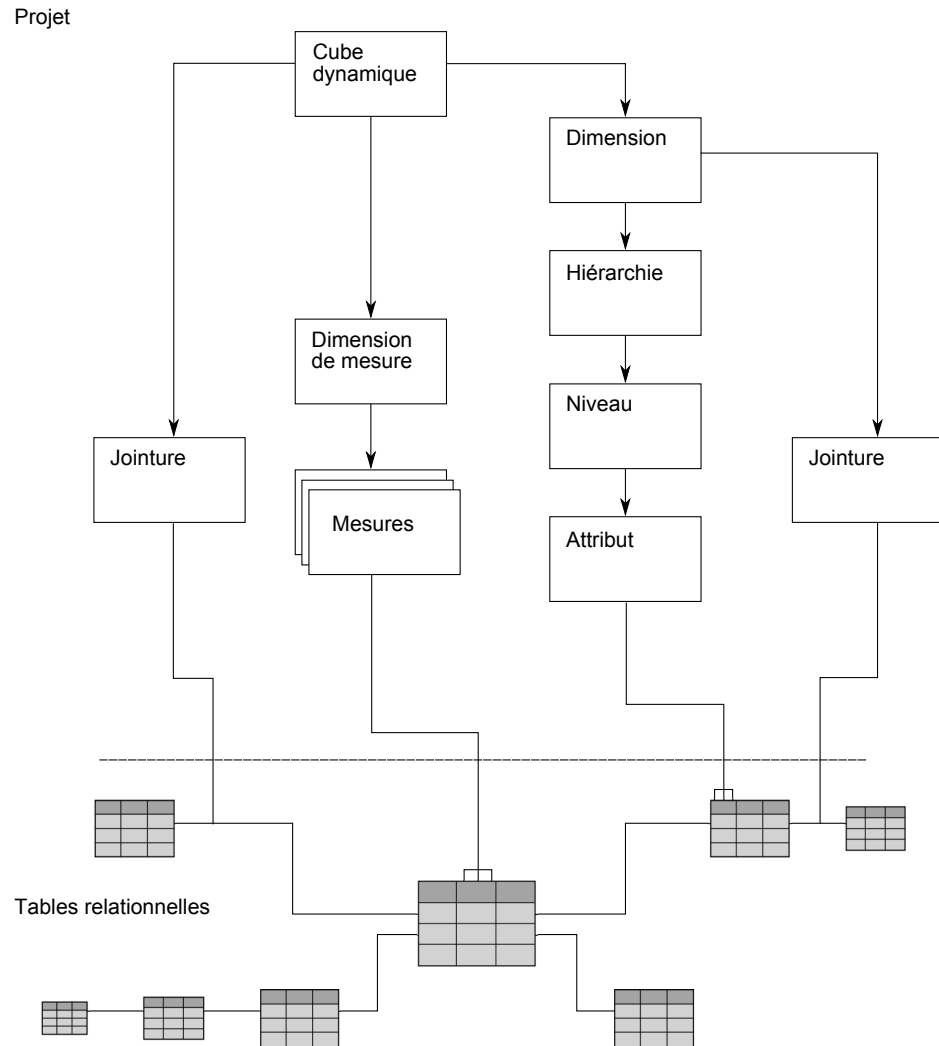 Projet
Cube
dynamique
Dimension
Hiérarchie
Dimension
de mesure
Niveau
Jointure
Jointure
Mesures
Attribut
Tables relationnelles